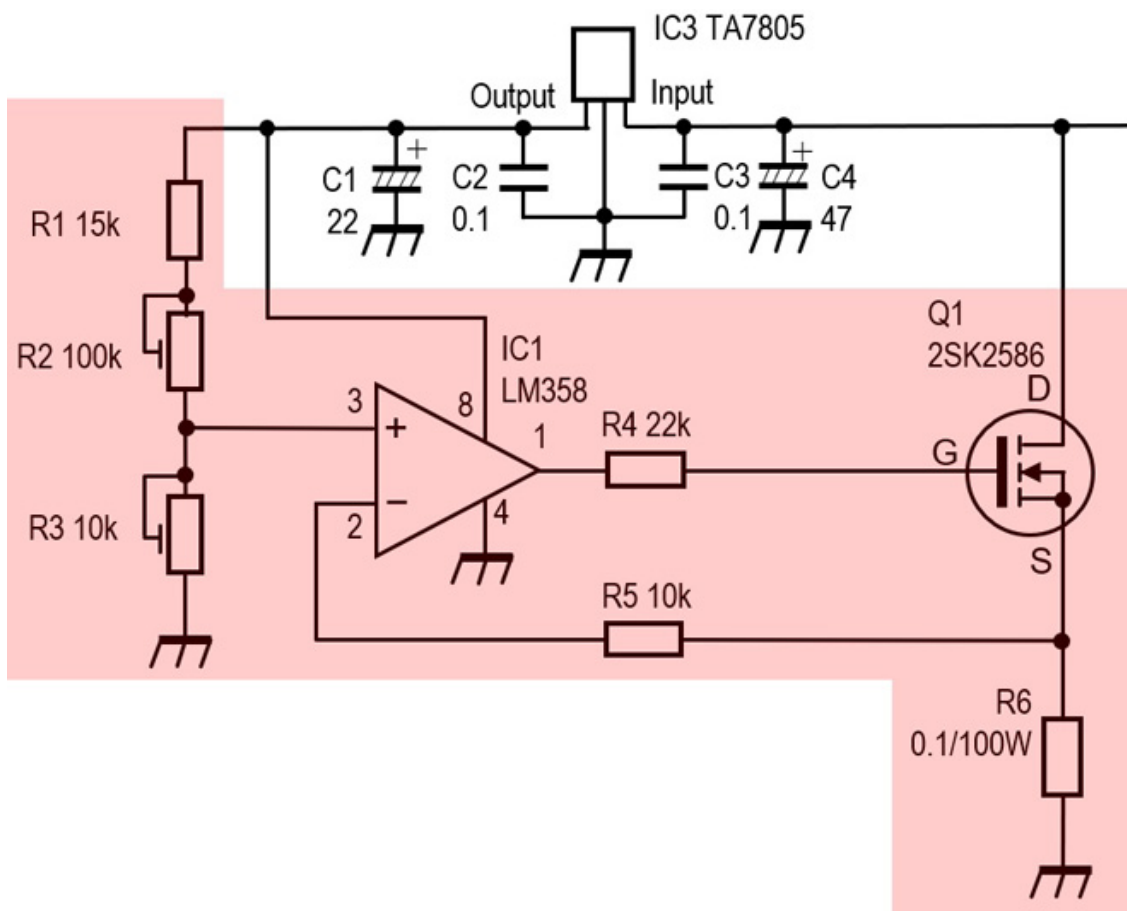 IC3 TA7805
Output
Input
C1
22
+
C2
0.1
C3
0.1
+
C4
47
R1 15k
R2 100k
R3 10k
IC1
LM358
3
+
8
1
−
2
4
R4 22k
R5 10k
Q1
2SK2586
D
G
S
R6
0.1/100W